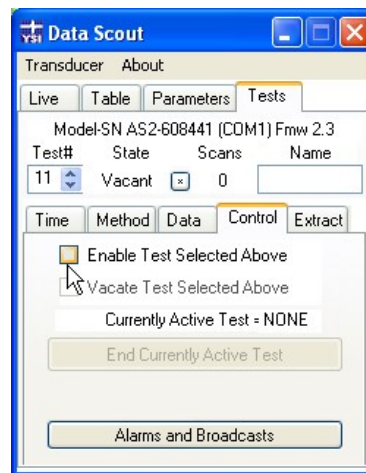 YSI Data Scout
Transducer About
Live Table Parameters Tests
Model-SN AS2-608441 (COM1) Fmw 2.3
Test# State Scans Name
11 Vacant × 0
Time Method Data Control Extract
Enable Test Selected Above
Vacate Test Selected Above
Currently Active Test = NONE
End Currently Active Test
Alarms and Broadcasts